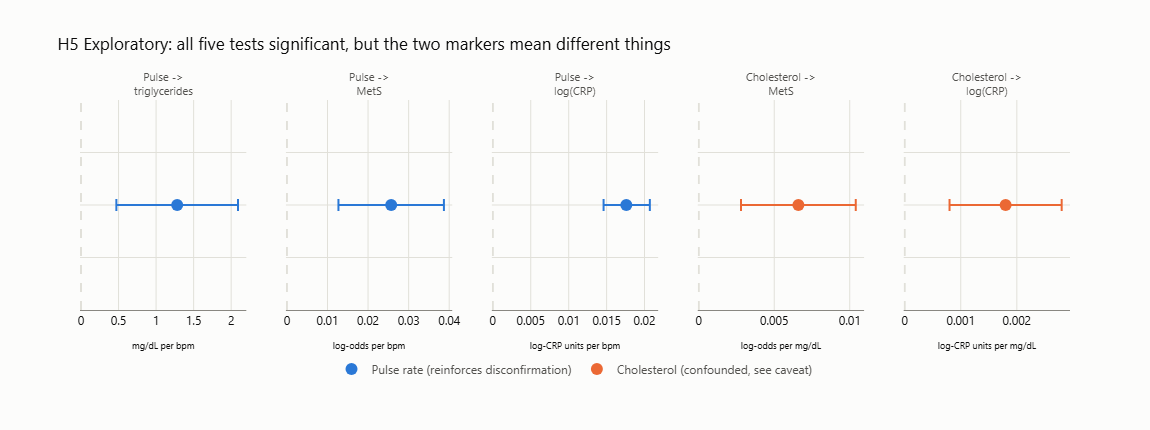 H5 Exploratory: all five tests significant, but the two markers mean different things
Pulse ->
triglycerides
Pulse ->
MetS
Pulse ->
log(CRP)
Cholesterol ->
MetS
Cholesterol ->
log(CRP)
0 0.5 1 1.5 2
0 0.01 0.02 0.03 0.04
0 0.005 0.01 0.015 0.02
0 0.005 0.01
0 0.001 0.002
mg/dL per bpm
log-odds per bpm
log-CRP units per bpm
log-odds per mg/dL
log-CRP units per mg/dL
Pulse rate (reinforces disconfirmation)
Cholesterol (confounded, see caveat)